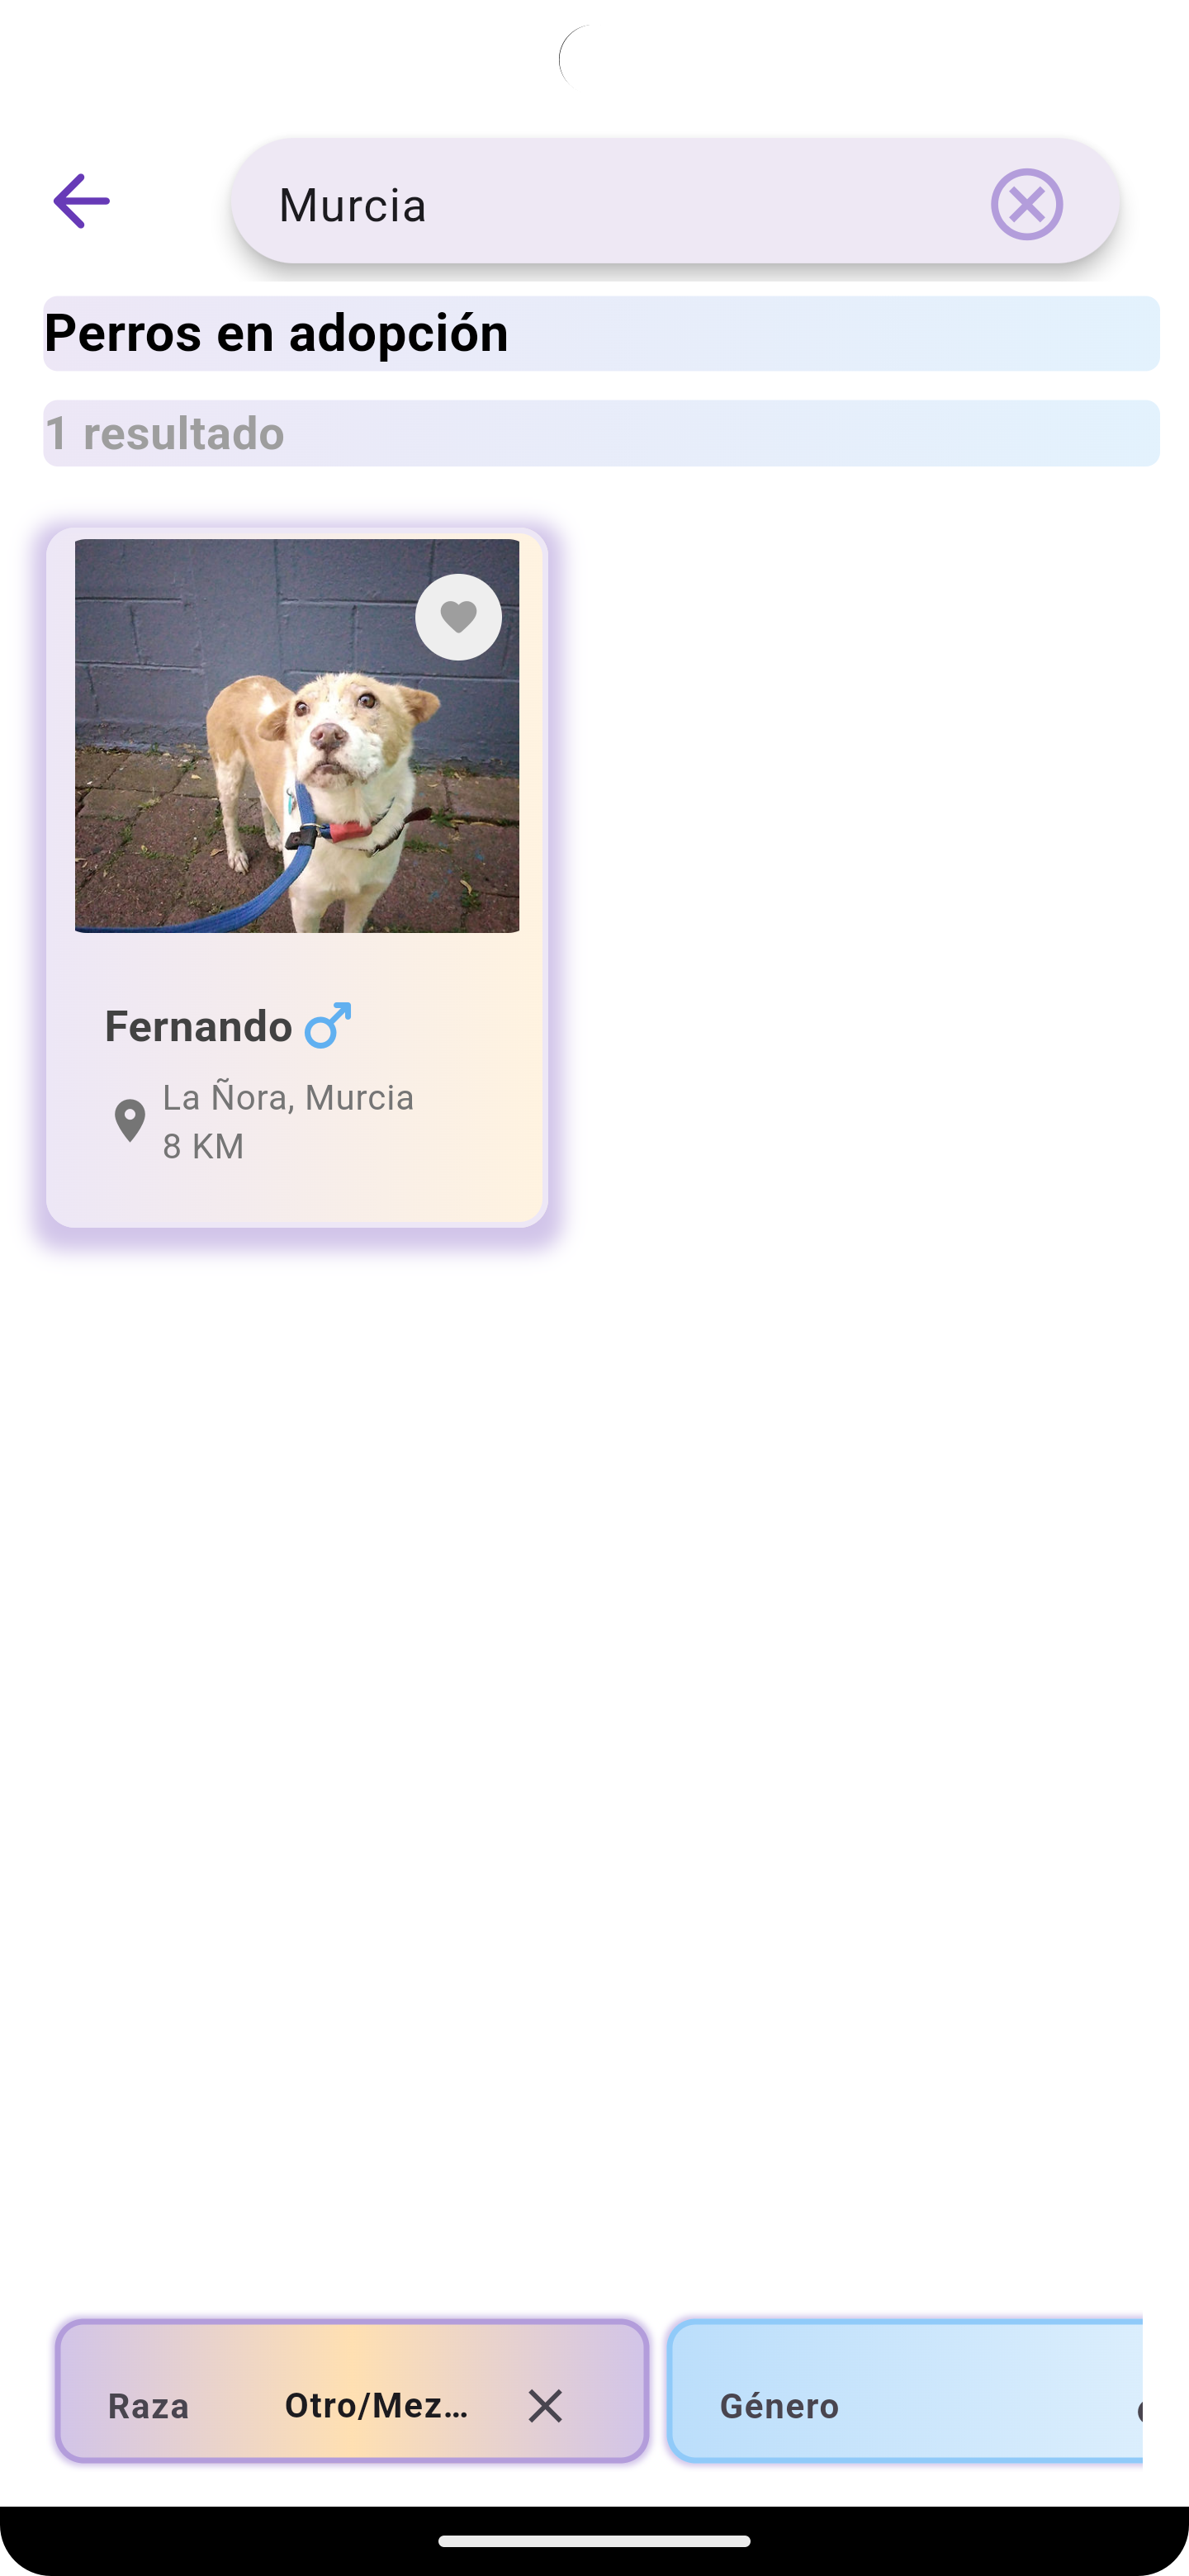 Murcia
Perros en adopción
1 resultado
Fernando
La Ñora, Murcia
8 KM
Raza Otro/Mez...
Género